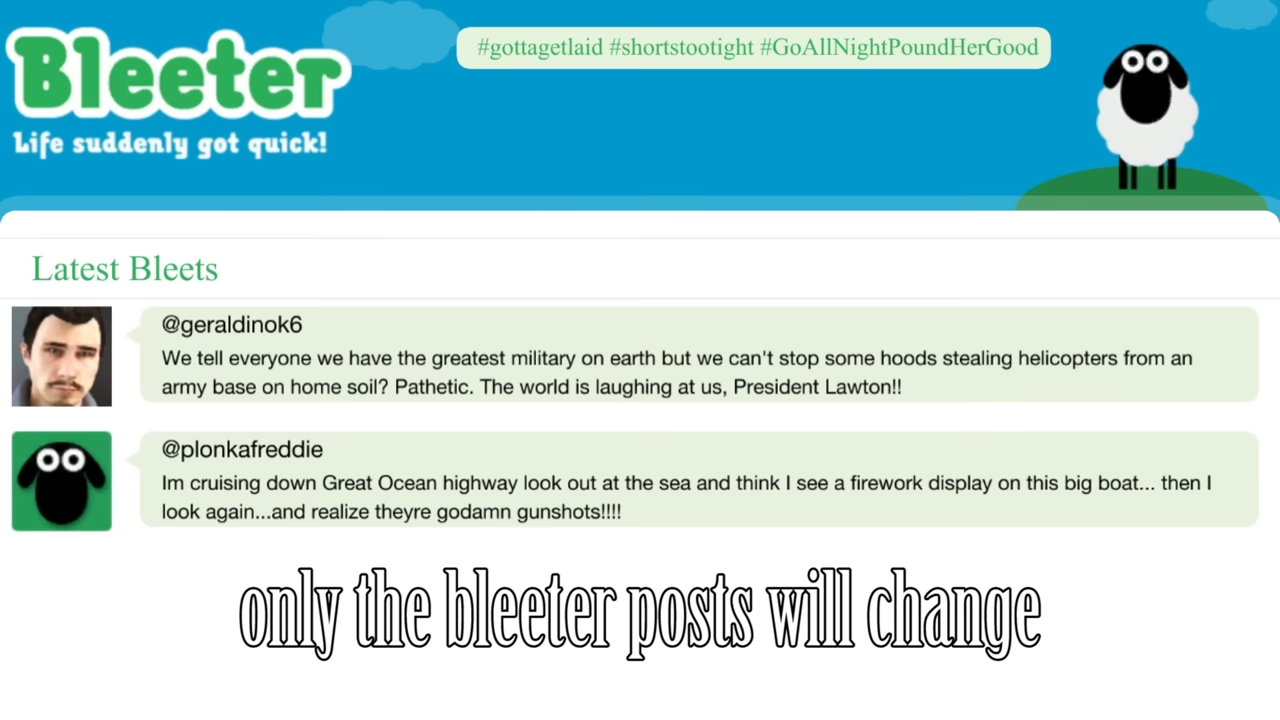 Bleeter
Life suddenly got quick!
#gottagetlaid #shortstootight #GoAllNightPoundHerGood
Latest Bleets
@geraldinok6
We tell everyone we have the greatest military on earth but we can't stop some hoods stealing helicopters from an
army base on home soil? Pathetic. The world is laughing at us, President Lawton!!
@plonkafreddie
Im cruising down Great Ocean highway look out at the sea and think I see a firework display on this big boat... then I
look again...and realize theyre godamn gunshots!!!!
only the bleeter posts will change